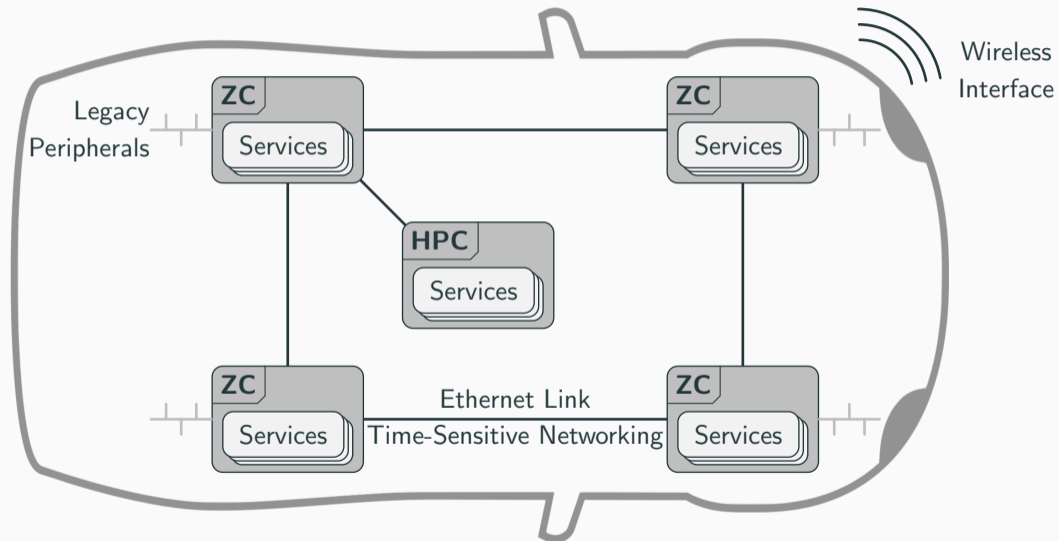 Wireless
Interface
ZC
Services
ZC
Services
Legacy
Peripherals
HPC
Services
ZC
Services
Ethernet Link
Time-Sensitive Networking
ZC
Services